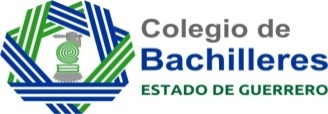 Colegio de
Bachilleres
ESTADO DE GUERRERO